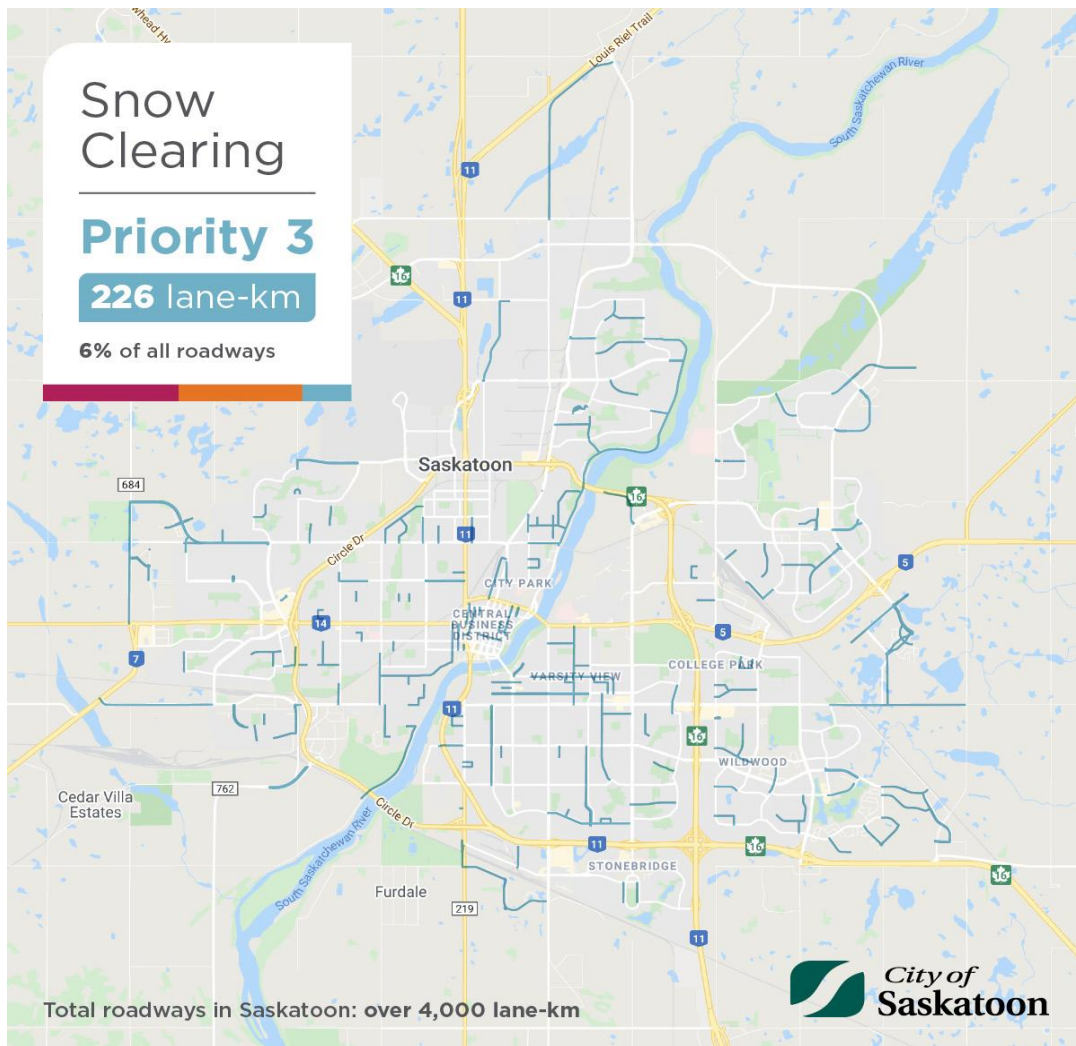 Snow
Clearing
Priority 3
226 lane-km
6% of all roadways
Louis Riel Trail
South Saskatchewan River
11
16
11
Saskatoon
684
16
Circle Dr
11
5
CITY PARK
CENTRAL
BUSINESS
DISTRICT
14
5
7
COLLEGE PARK
VARSITY VIEW
11
16
WILDWOOD
762
Cedar Villa
Estates
Circle Dr
South Saskatchewan River
11
16
STONEBRIDGE
16
Furdale
219
11
City of
Saskatoon
Total roadways in Saskatoon: over 4,000 lane-km